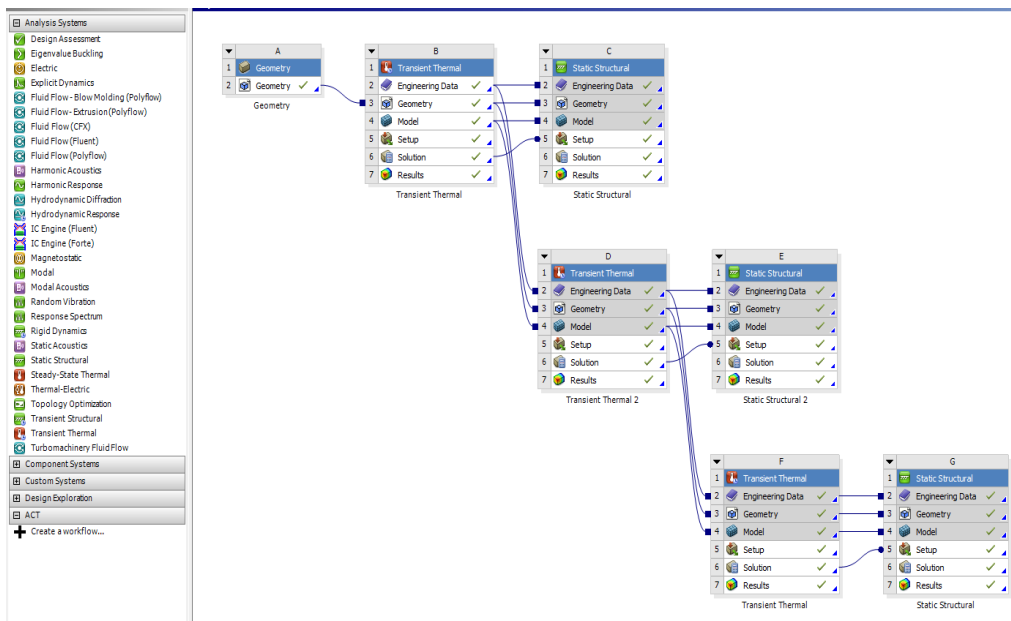 Analysis Systems
Design Assessment
Eigenvalue Buckling
Electric
Explicit Dynamics
Fluid Flow - Blow Molding (Polyflow)
Fluid Flow - Extrusion (Polyflow)
Fluid Flow (CFX)
Fluid Flow (Fluent)
Fluid Flow (Polyflow)
Harmonic Acoustics
Harmonic Response
Hydrodynamic Diffraction
Hydrodynamic Response
IC Engine (Fluent)
IC Engine (Forte)
Magnetostatic
Modal
Modal Acoustics
Random Vibration
Response Spectrum
Rigid Dynamics
Static Acoustics
Static Structural
Steady-State Thermal
Thermal-Electric
Topology Optimization
Transient Structural
Transient Thermal
Turbomachinery Fluid Flow
Component Systems
Custom Systems
Design Exploration
ACT
Create a workflow...
A
1 Geometry
2 Geometry
Geometry
B
1 Transient Thermal
2 Engineering Data
3 Geometry
4 Model
5 Setup
6 Solution
7 Results
Transient Thermal
C
1 Static Structural
2 Engineering Data
3 Geometry
4 Model
5 Setup
6 Solution
7 Results
Static Structural
D
1 Transient Thermal
2 Engineering Data
3 Geometry
4 Model
5 Setup
6 Solution
7 Results
Transient Thermal 2
E
1 Static Structural
2 Engineering Data
3 Geometry
4 Model
5 Setup
6 Solution
7 Results
Static Structural 2
F
1 Transient Thermal
2 Engineering Data
3 Geometry
4 Model
5 Setup
6 Solution
7 Results
Transient Thermal
G
1 Static Structural
2 Engineering Data
3 Geometry
4 Model
5 Setup
6 Solution
7 Results
Static Structural